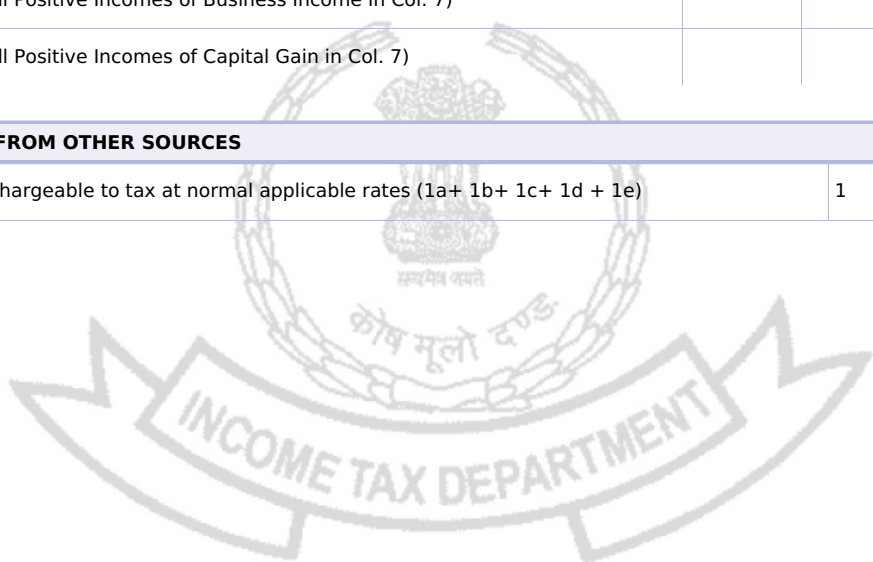 ll Positive Incomes of Business Income in Col. 7)
ll Positive Incomes of Capital Gain in Col. 7)
FROM OTHER SOURCES
hargeable to tax at normal applicable rates (1a+ 1b+ 1c+ 1d + 1e) 1
सत्यमेव जयते
कोष मूलो दण्ड:
INCOME TAX DEPARTMENT